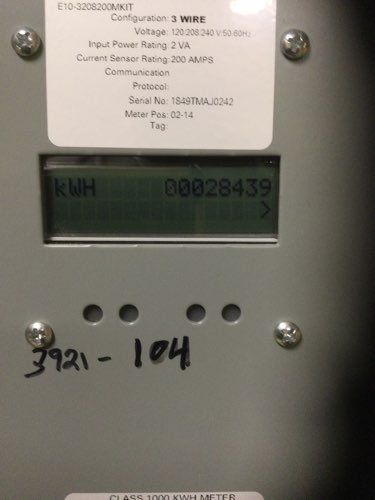 E10-3208200MKIT
Configuration: 3 WIRE
Voltage: 120:208:240 V:50:60Hz
Input Power Rating: 2 VA
Current Sensor Rating: 200 AMPS
Communication
Protocol:
Serial No: 1849TMAJ0242
Meter Pos: 02-14
Tag:
kWH 00028439
>
3921-104
CLASS 1000 KWH METER